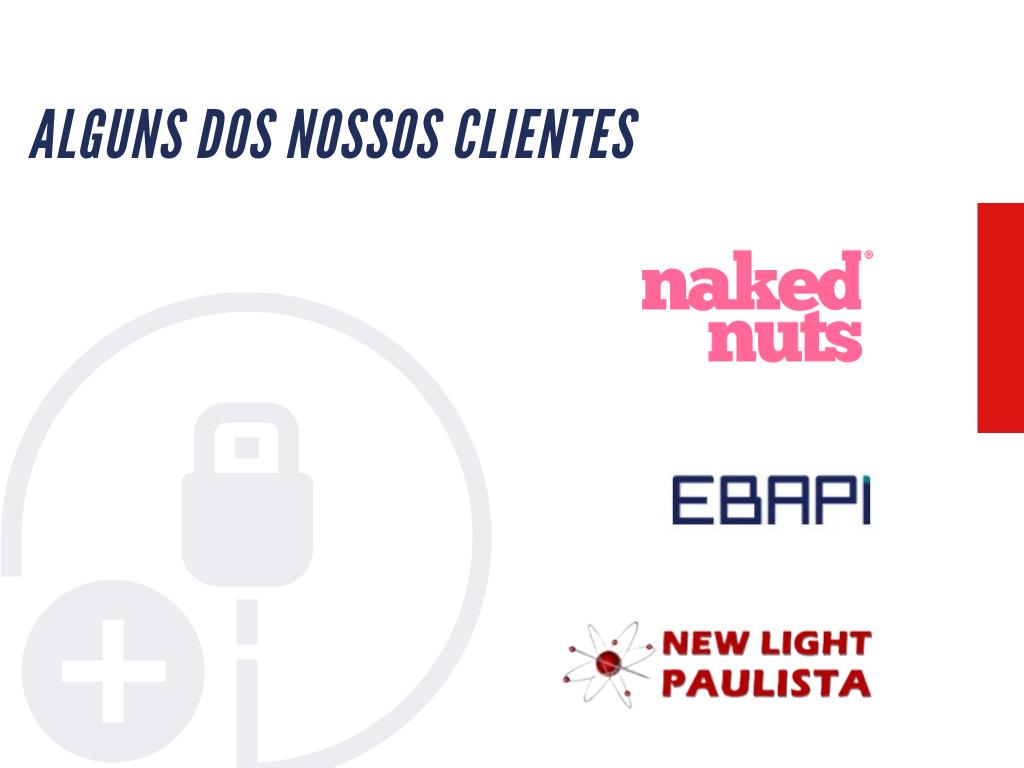 ALGUNS DOS NOSSOS CLIENTES
naked®
nuts
EBAPi
NEW LIGHT
PAULISTA